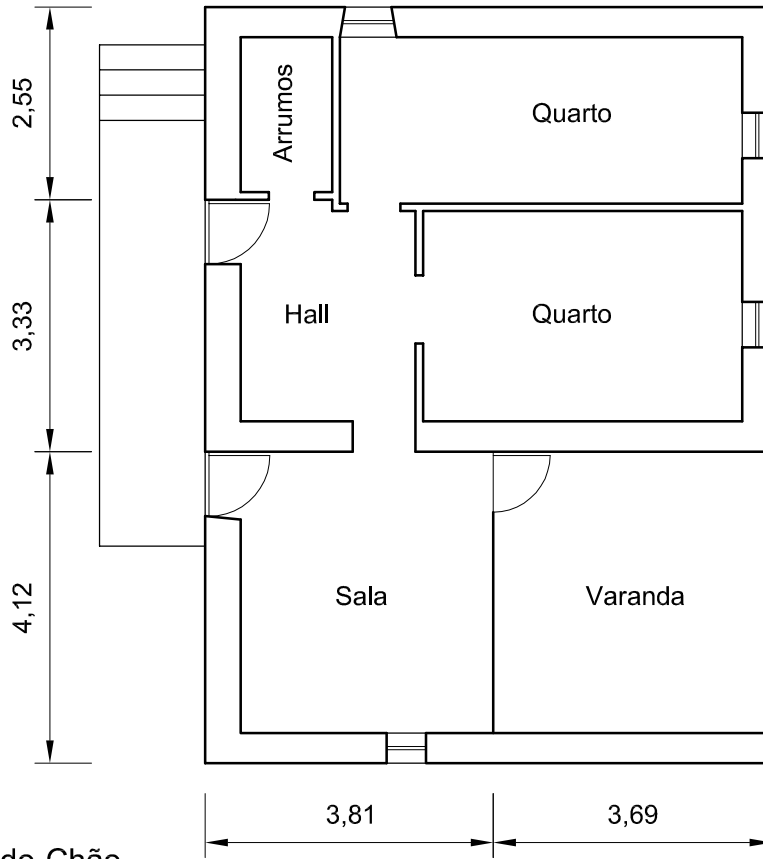 2,55
Arrumos
Quarto
3,33
Hall
Quarto
4,12
Sala
Varanda
3,81
3,69
do Chão